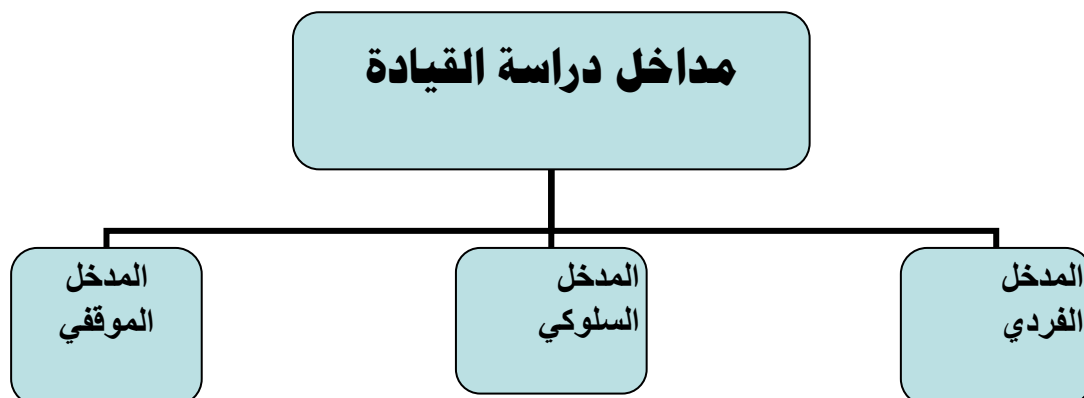 مداخل دراسة القيادة
المدخل
الفردي
المدخل
السلوكي
المدخل
الموقفي